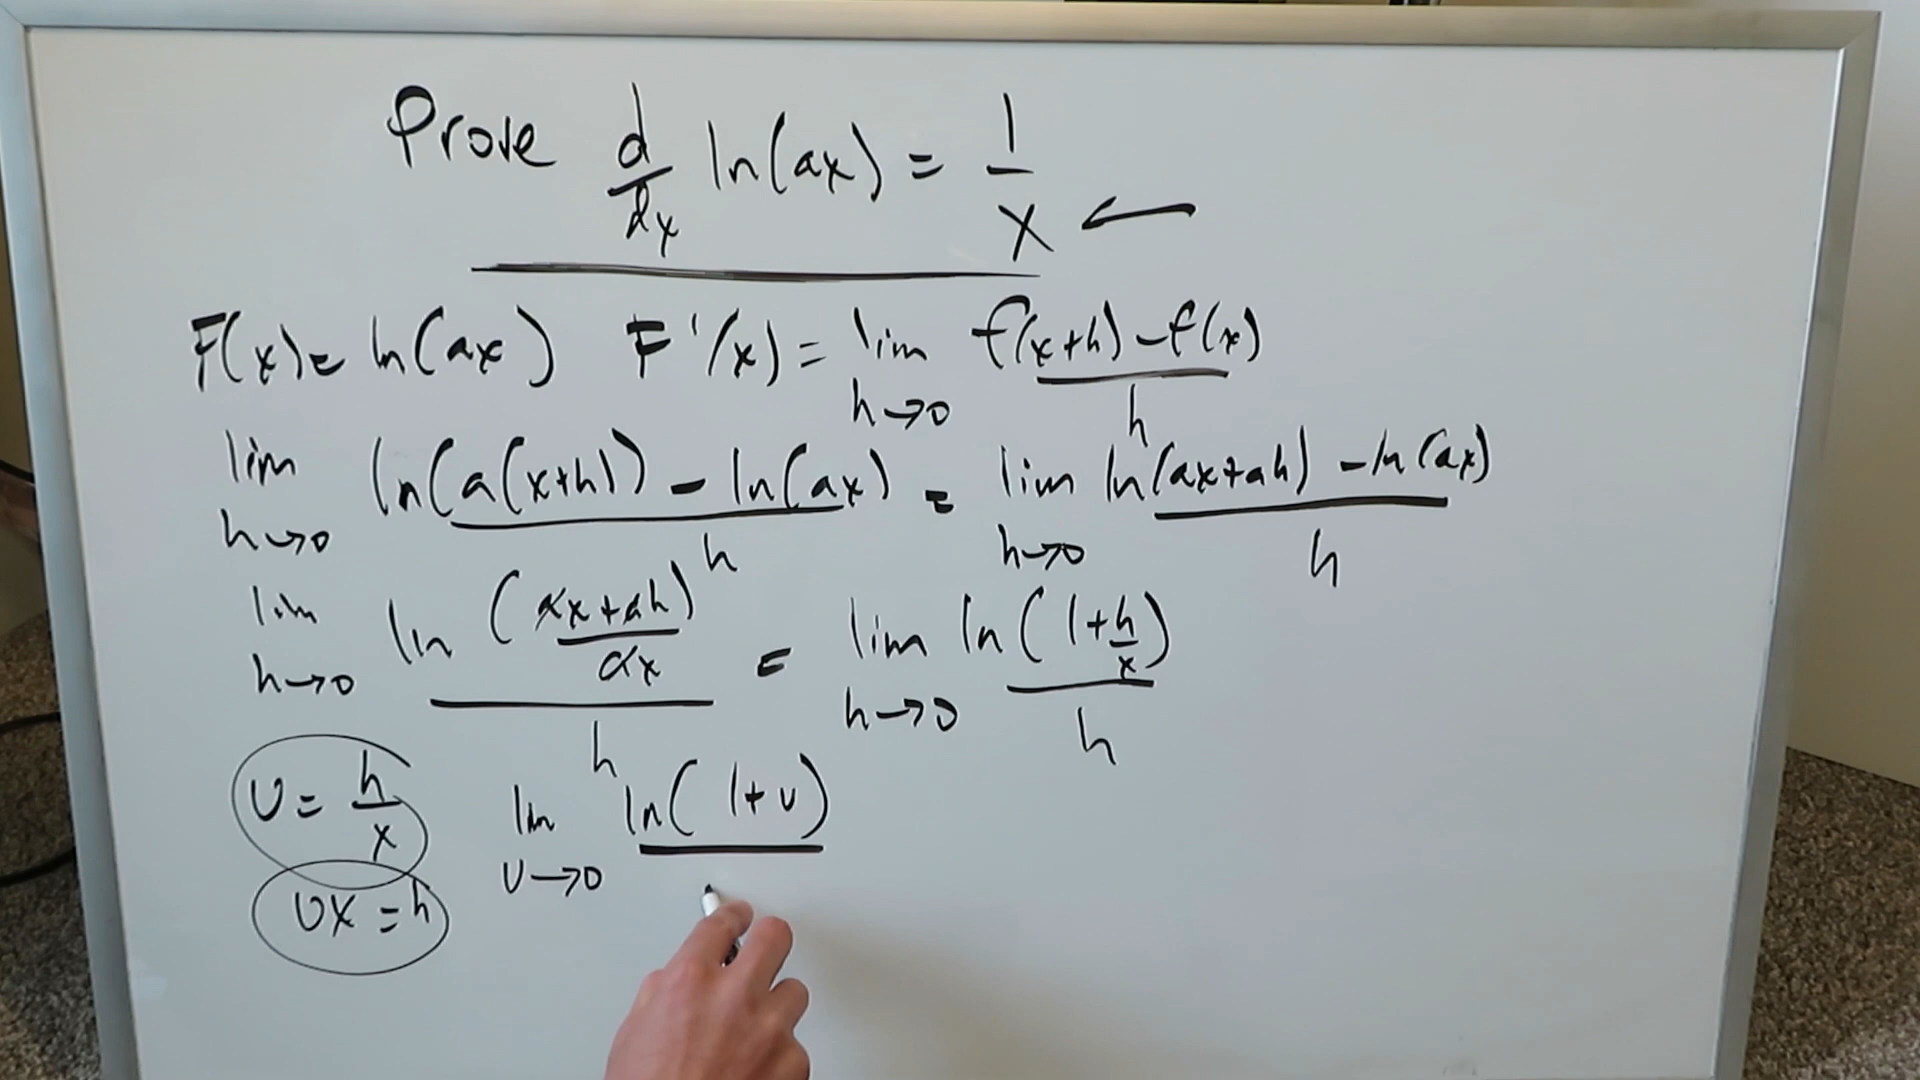 Prove d/dx ln(ax) = 1/x ←
F(x) = ln(ax) F'(x) = lim h→0 f(x+h) - f(x) / h
lim h→0 ln(a(x+h)) - ln(ax) / h = lim h→0 ln(ax+ah) - ln(ax) / h
lim h→0 ln (ax+ah / ax) / h = lim h→0 ln(1+h/x) / h
U = h/x lim U→0 ln(1+U)
UX = h